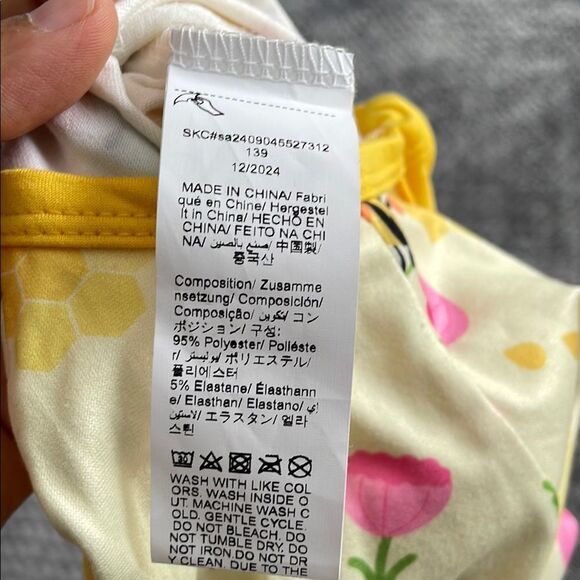 SKC#sa2409045527312
139
12/2024
MADE IN CHINA/ Fabri
qué en Chine/ Hergestel
lt in China/ HECHO EN
CHINA/ FEITO NA CHI
NA/ صنع بالصين/ 中国製/
중국산
Composition/ Zusamme
nsetzung/ Composición/
Composição/ تكوين/ コン
ポジション/ 구성:
95% Polyester/ Poliéste
r/ بوليستر/ ポリエステル/
폴리에스터
5% Elastane/ Élasthann
e/ Elasthan/ Elastano/ إي
لاستين/ エラスタン/ 엘라
스틴
WASH WITH LIKE COL
ORS. WASH INSIDE O
UT. MACHINE WASH C
OLD. GENTLE CYCLE.
DO NOT BLEACH. DO
NOT TUMBLE DRY. DO
NOT IRON.DO NOT DR
Y CLEAN. DUE TO THE